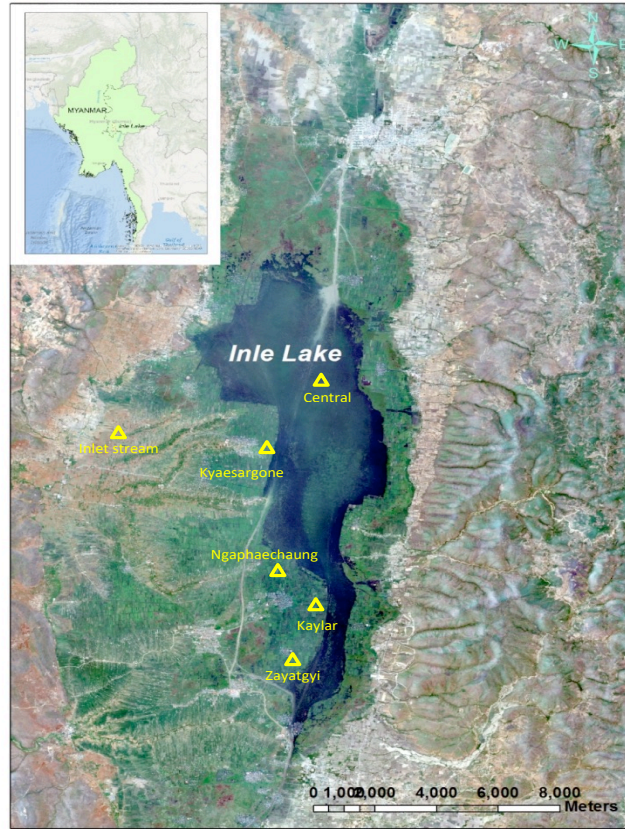 MYANMAR
Inle Lake
N
W E
S
Inle Lake
Central
Inlet stream
Kyaesargone
Ngaphaechaung
Kaylar
Zayatgyi
0 1,000 2,000 4,000 6,000 8,000
Meters